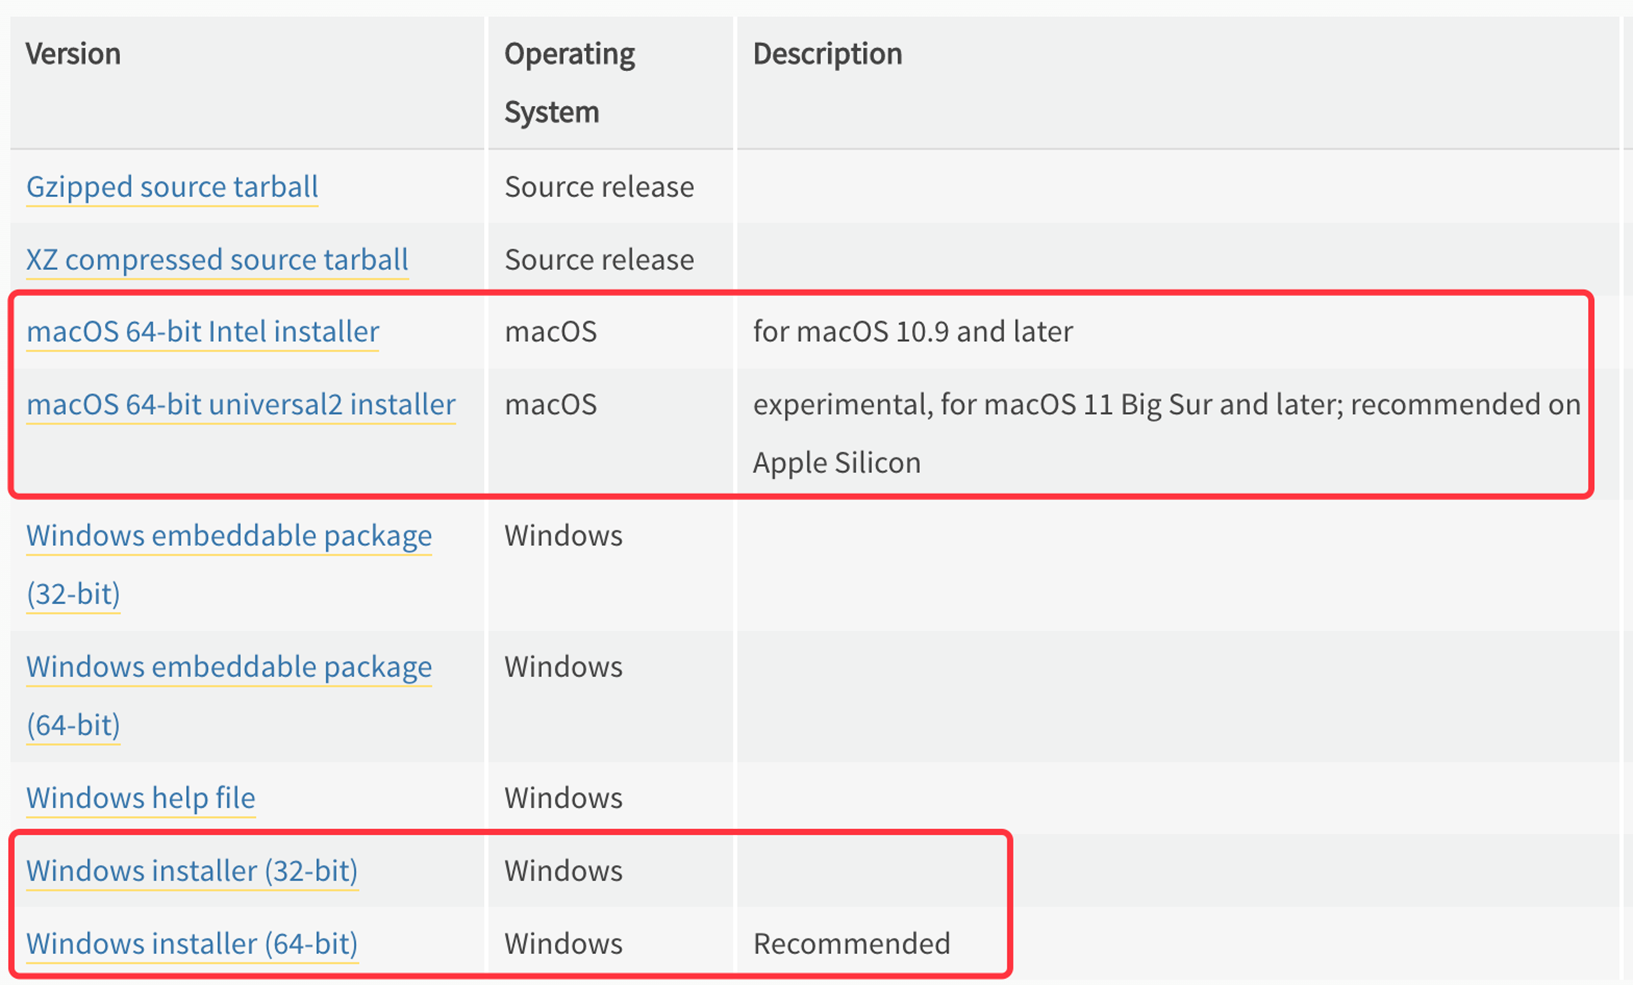 Version Operating Description
System
Gzipped source tarball Source release
XZ compressed source tarball Source release
macOS 64-bit Intel installer macOS for macOS 10.9 and later
macOS 64-bit universal2 installer macOS experimental, for macOS 11 Big Sur and later; recommended on
Apple Silicon
Windows embeddable package Windows
(32-bit)
Windows embeddable package Windows
(64-bit)
Windows help file Windows
Windows installer (32-bit) Windows
Windows installer (64-bit) Windows Recommended